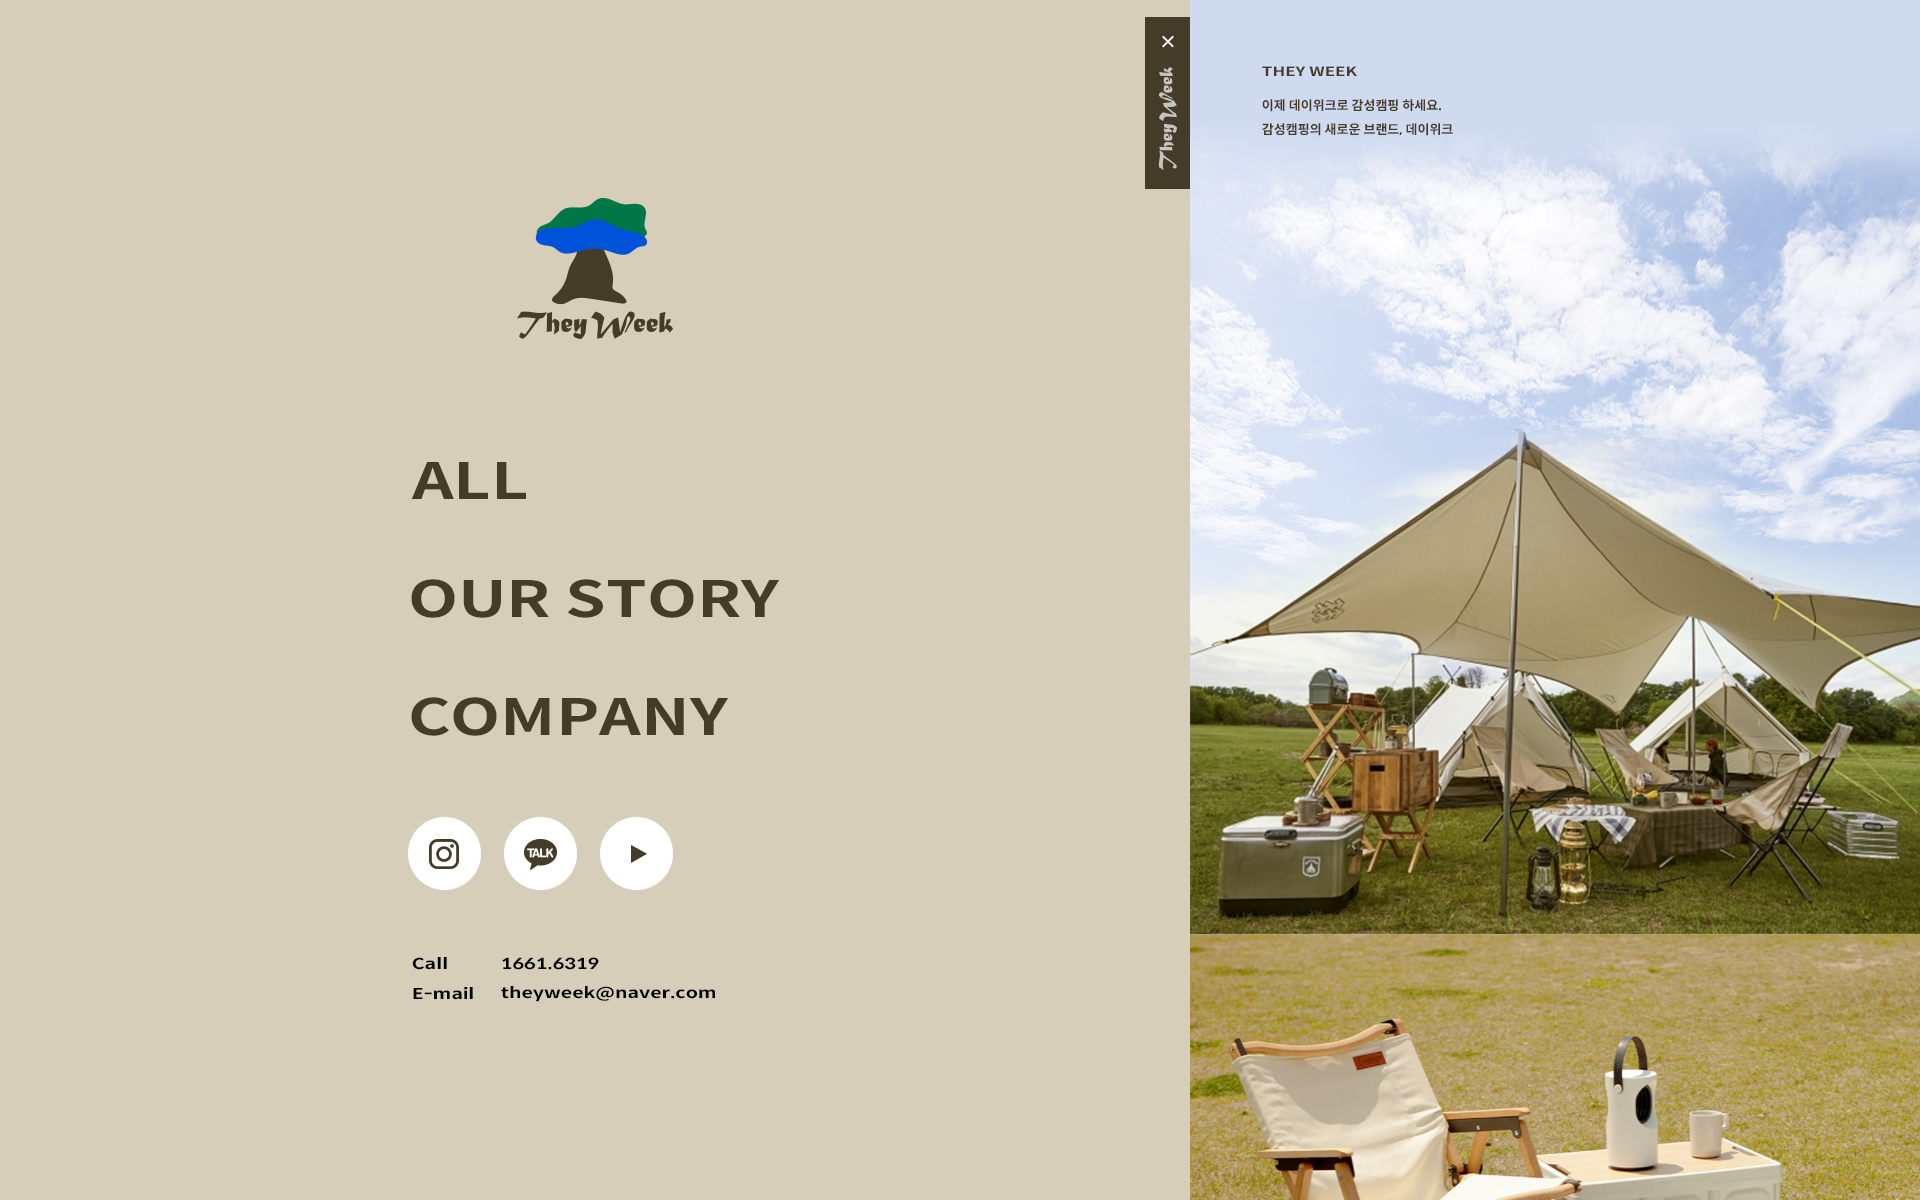 They Week
ALL
OUR STORY
COMPANY
TALK
Call 1661.6319
E-mail theyweek@naver.com
They Week
THEY WEEK
이제 데이위크로 감성캠핑 하세요.
감성캠핑의 새로운 브랜드, 데이위크